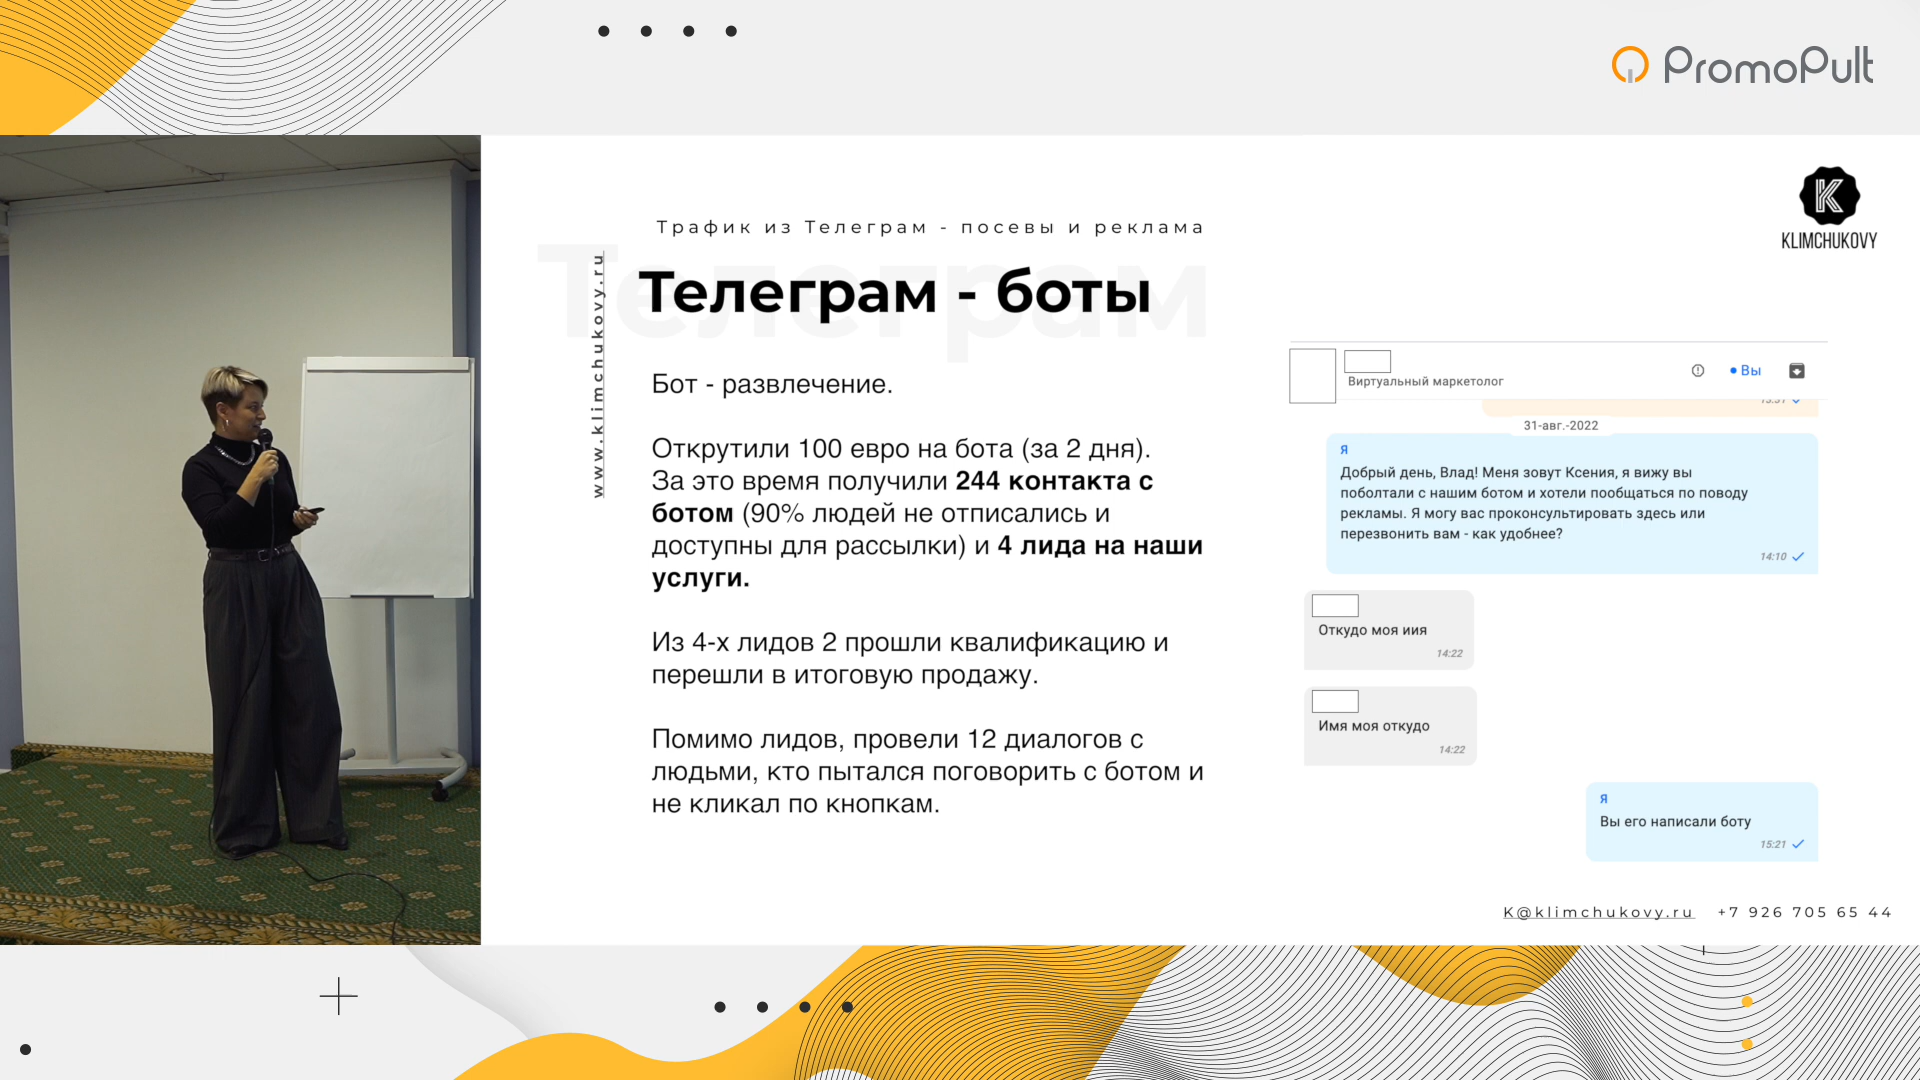 PromoPult
KLIMCHUKOVY
Трафик из Телеграм - посевы и реклама
Телеграм
Телеграм - боты
www.klimchukovy.ru
Бот - развлечение.
Открутили 100 евро на бота (за 2 дня).
За это время получили 244 контакта с
ботом (90% людей не отписались и
доступны для рассылки) и 4 лида на наши
услуги.
Из 4-х лидов 2 прошли квалификацию и
перешли в итоговую продажу.
Помимо лидов, провели 12 диалогов с
людьми, кто пытался поговорить с ботом и
не кликал по кнопкам.
Виртуальный маркетолог
Вы
31-авг.-2022
Я
Добрый день, Влад! Меня зовут Ксения, я вижу вы
поболтали с нашим ботом и хотели пообщаться по поводу
рекламы. Я могу вас проконсультировать здесь или
перезвонить вам - как удобнее?
14:10
Откудо моя иия
14:22
Имя моя откудо
14:22
Я
Вы его написали боту
15:21
K@klimchukovy.ru +7 926 705 65 44